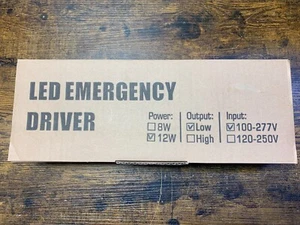 LED EMERGENCY
DRIVER
Power: Output: Input:
☐8W ☑Low ☑100-277V
☑12W ☐High ☐120-250V